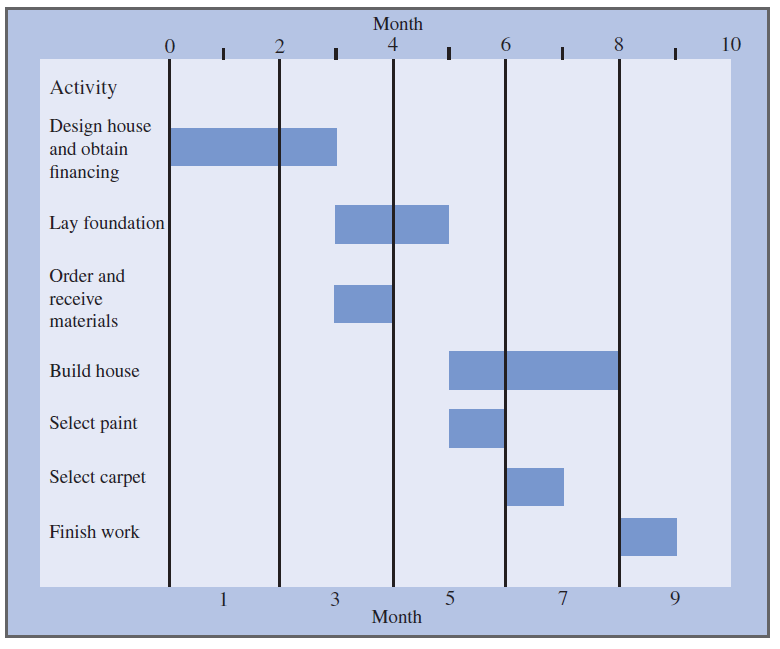 Month
0 2 4 6 8 10
Activity
Design house
and obtain
financing
Lay foundation
Order and
receive
materials
Build house
Select paint
Select carpet
Finish work
1 3 5 7 9
Month